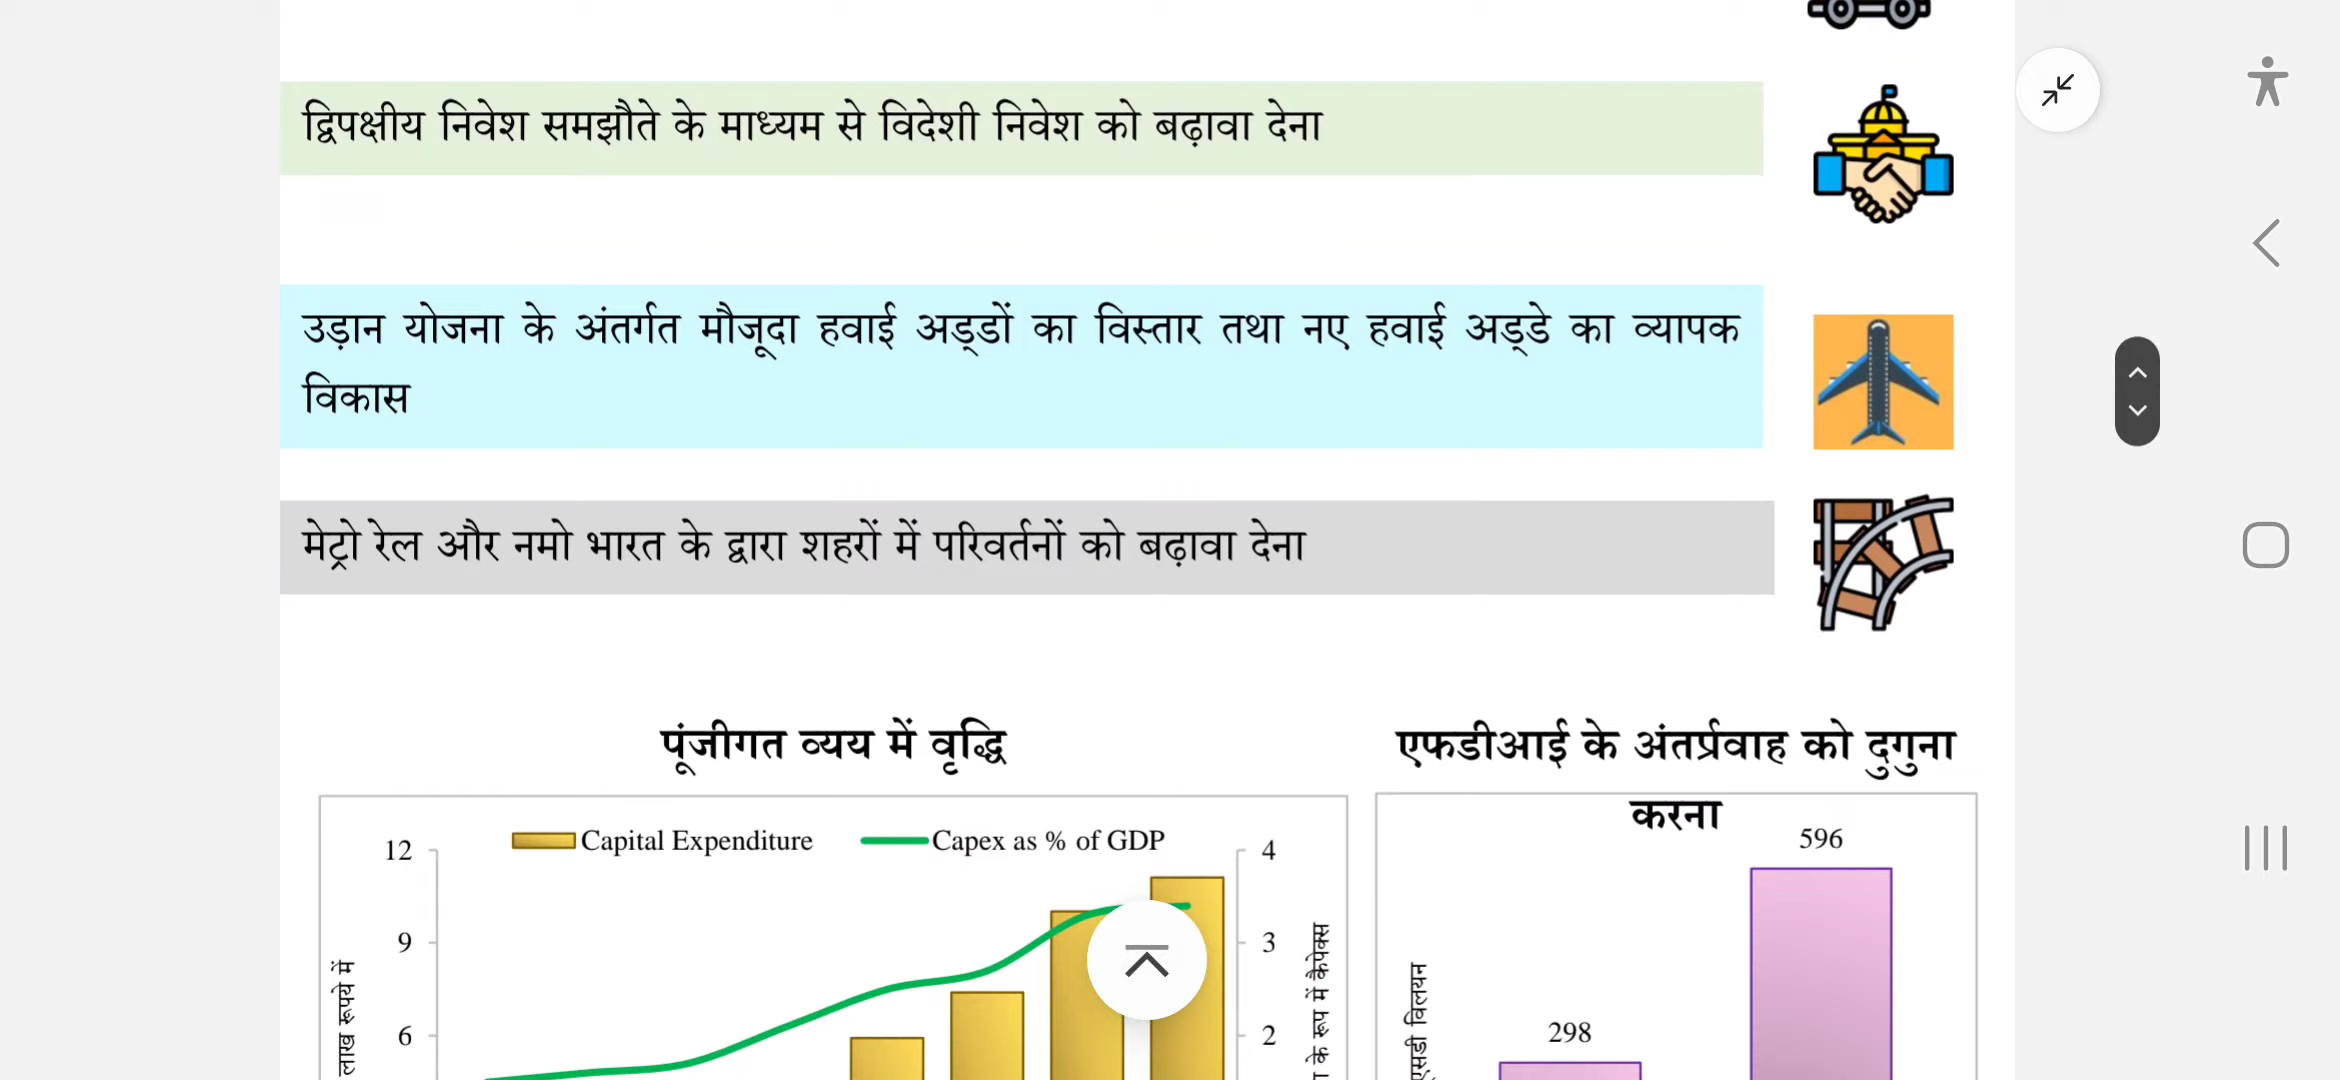 द्विपक्षीय निवेश समझौते के माध्यम से विदेशी निवेश को बढ़ावा देना
उड़ान योजना के अंतर्गत मौजूदा हवाई अड्डों का विस्तार तथा नए हवाई अड्डे का व्यापक
विकास
मेट्रो रेल और नमो भारत के द्वारा शहरों में परिवर्तनों को बढ़ावा देना
पूंजीगत व्यय में वृद्धि
Capital Expenditure
Capex as % of GDP
12
9
6
लाख रूपये में
4
3
2
के रूप में कैपेक्स
एफडीआई के अंतर्प्रवाह को दुगुना
करना
596
298
विलयन